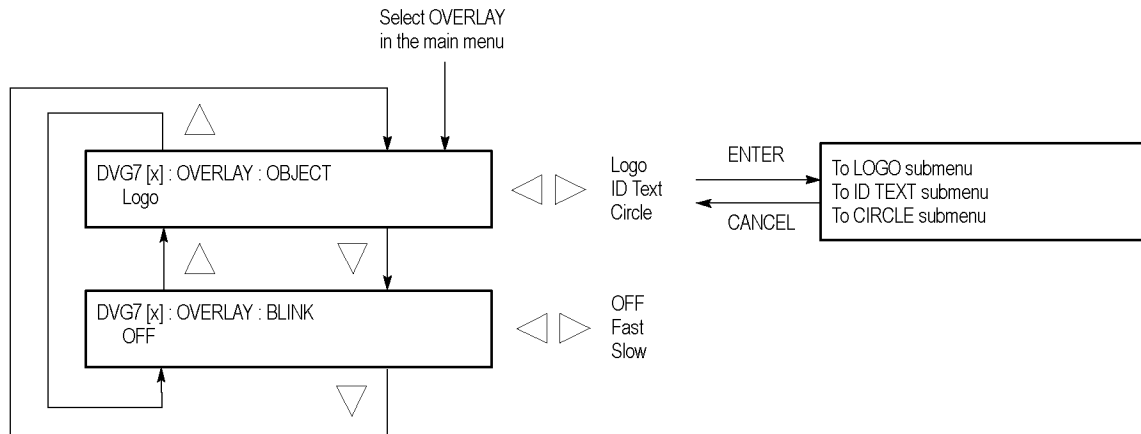 Select OVERLAY
in the main menu
DVG7 [x] : OVERLAY : OBJECT
Logo
Logo
ID Text
Circle
ENTER
CANCEL
To LOGO submenu
To ID TEXT submenu
To CIRCLE submenu
DVG7 [x] : OVERLAY : BLINK
OFF
OFF
Fast
Slow